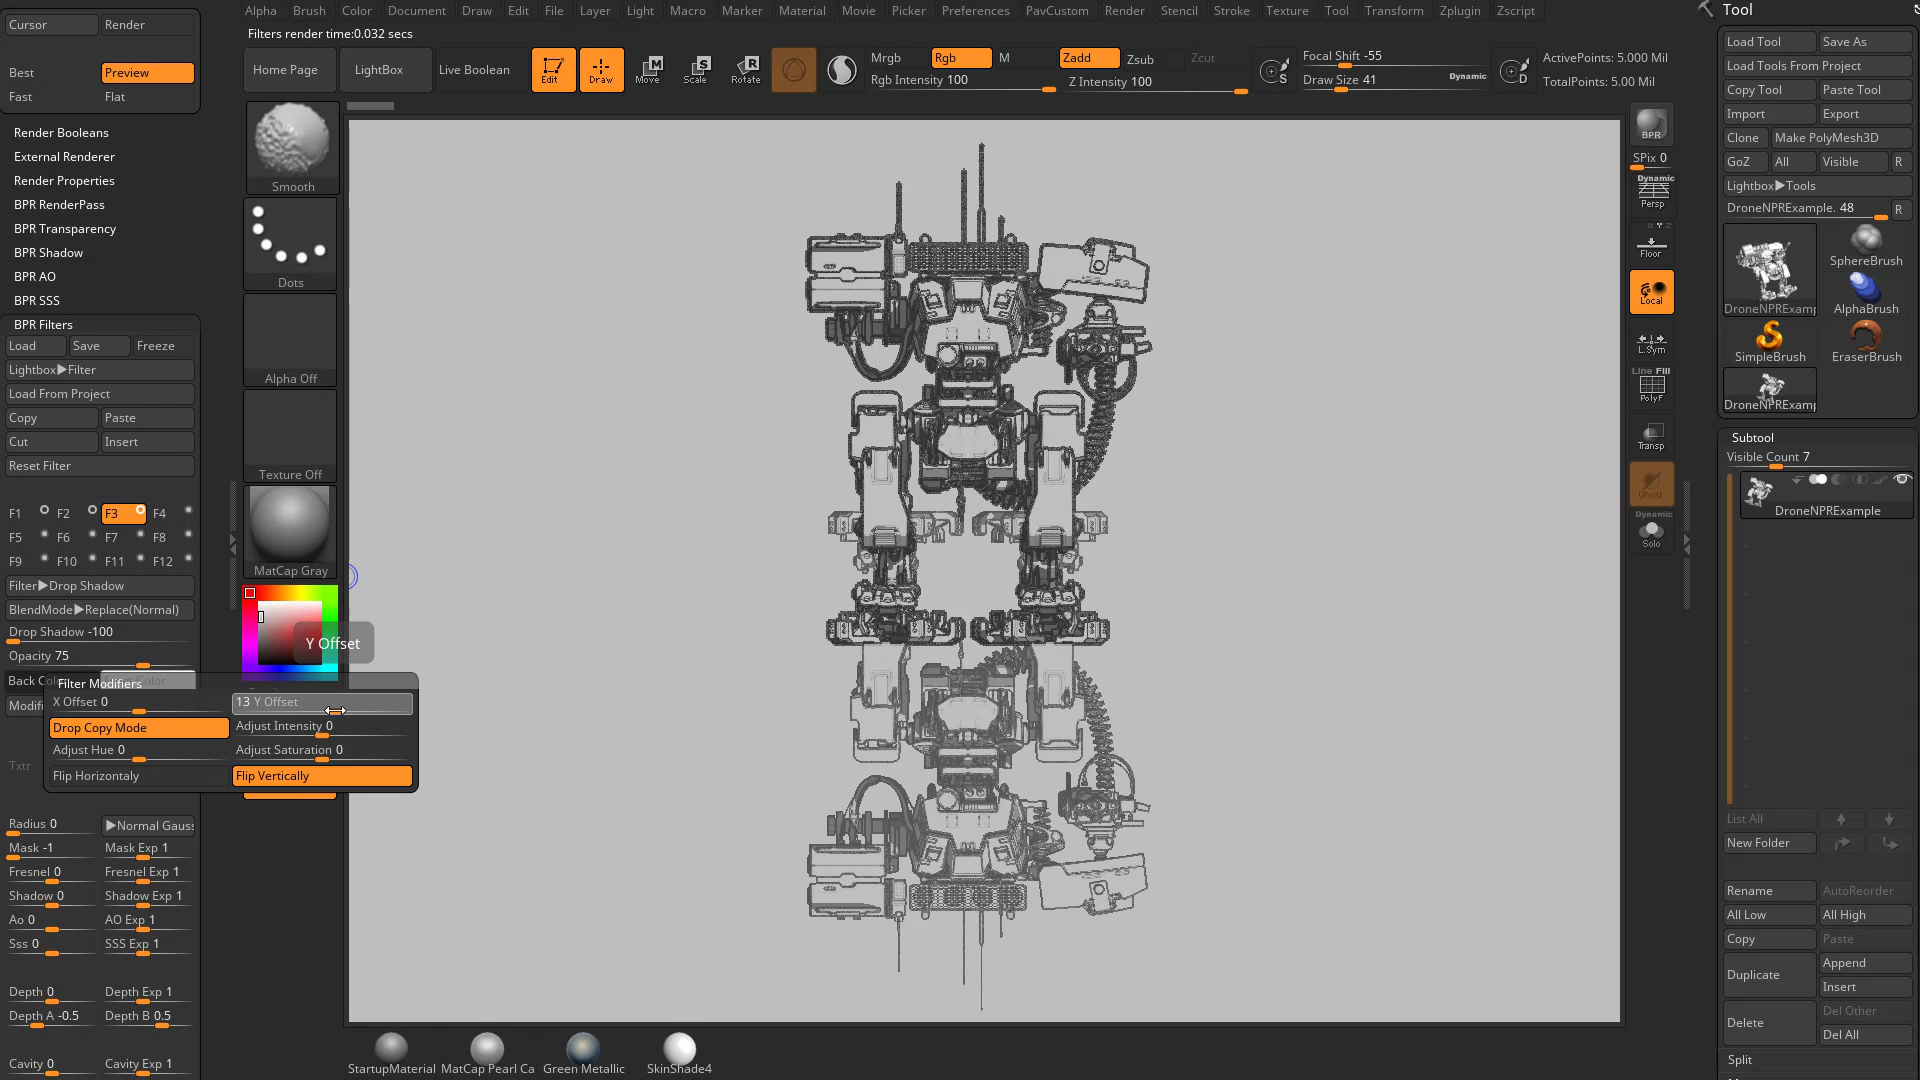 Alpha Brush Color Document Draw Edit File Layer Light Macro Marker Material Movie Picker Preferences PavCustom Render Stencil Stroke Texture Tool Transform Zplugin Zscript
Cursor Render
Filters render time:0.032 secs
Best Preview
Fast Flat
Home Page
LightBox
Live Boolean
Edit
Draw
Move
Scale
Rotate
Mrgb Rgb M
Rgb Intensity 100
Zadd Zsub Zcut
Z Intensity 100
S
Focal Shift -55
Draw Size 41 Dynamic
D
ActivePoints: 5.000 Mil
TotalPoints: 5.00 Mil
Render Booleans
External Renderer
Render Properties
BPR RenderPass
BPR Transparency
BPR Shadow
BPR AO
BPR SSS
BPR Filters
Load Save Freeze
Lightbox▶Filter
Load From Project
Copy Paste
Cut Insert
Reset Filter
F1 F2 F3 F4
F5 F6 F7 F8
F9 F10 F11 F12
Filter▶Drop Shadow
BlendMode▶Replace(Normal)
Drop Shadow -100
Opacity 75
Back Co
Modifi
Txtr
Filter Modifiers
X Offset 0 13 Y Offset
Drop Copy Mode Adjust Intensity 0
Adjust Hue 0 Adjust Saturation 0
Flip Horizontaly Flip Vertically
Y Offset
Radius 0 ▶Normal Gauss
Mask -1 Mask Exp 1
Fresnel 0 Fresnel Exp 1
Shadow 0 Shadow Exp 1
Ao 0 AO Exp 1
Sss 0 SSS Exp 1
Depth 0 Depth Exp 1
Depth A -0.5 Depth B 0.5
Cavity 0 Cavity Exp 1
Smooth
Dots
Alpha Off
Texture Off
MatCap Gray
StartupMaterial MatCap Pearl Ca Green Metallic SkinShade4
BPR
SPix 0
Dynamic
Persp
Floor
Local
L.Sym
Line Fill
PolyF
Transp
Ghost
Dynamic
Solo
Tool
Load Tool Save As
Load Tools From Project
Copy Tool Paste Tool
Import Export
Clone Make PolyMesh3D
GoZ All Visible R
Lightbox▶Tools
DroneNPRExample. 48 R
DroneNPRExamp
SphereBrush
AlphaBrush
SimpleBrush
EraserBrush
DroneNPRExamp
Subtool
Visible Count 7
DroneNPRExample
List All
New Folder
Rename AutoReorder
All Low All High
Copy Paste
Duplicate Append
Insert
Delete Del Other
Del All
Split